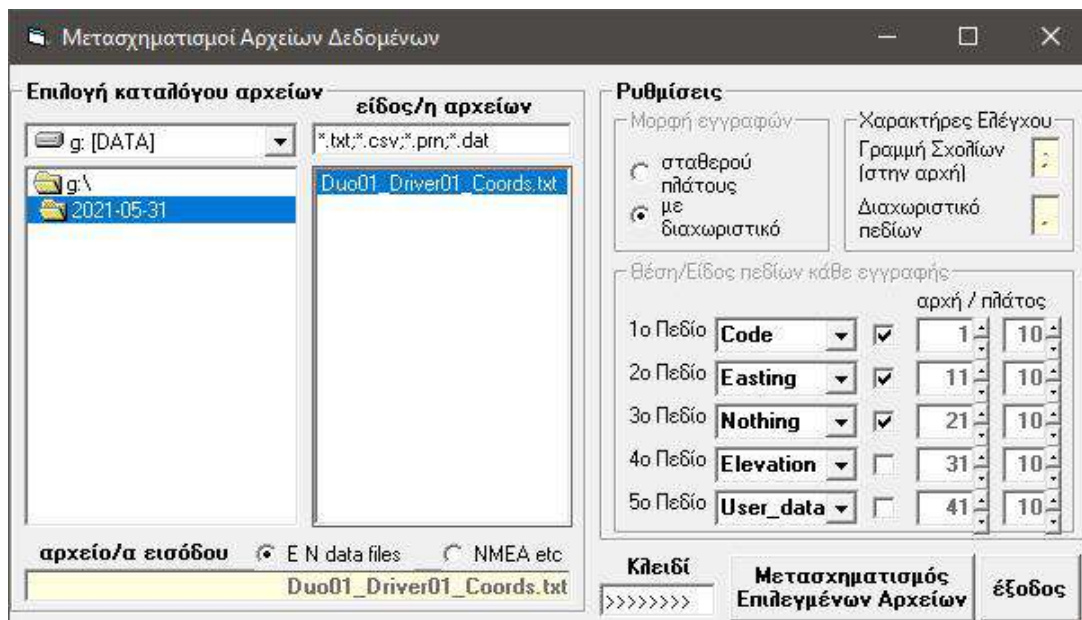 Μετασχηματισμοί Αρχείων Δεδομένων
Επιλογή καταλόγου αρχείων
είδος/η αρχείων
g: [DATA]
*.txt;*.csv;*.prn;*.dat
g:\
2021-05-31
Duo01_Driver01_Coords.txt
αρχείο/α εισόδου
E N data files
NMEA etc
Duo01_Driver01_Coords.txt
Ρυθμίσεις
Μορφή εγγραφών
σταθερού
πλάτους
με
διαχωριστικό
Χαρακτήρες Ελέγχου
Γραμμή Σχολίων
(στην αρχή)
;
Διαχωριστικό
πεδίων
,
Θέση/Είδος πεδίων κάθε εγγραφής
αρχή / πλάτος
1ο Πεδίο Code 1 10
2ο Πεδίο Easting 11 10
3ο Πεδίο Nothing 21 10
4ο Πεδίο Elevation 31 10
5ο Πεδίο User_data 41 10
Κλειδί
>>>>>>>>
Μετασχηματισμός
Επιλεγμένων Αρχείων
έξοδος